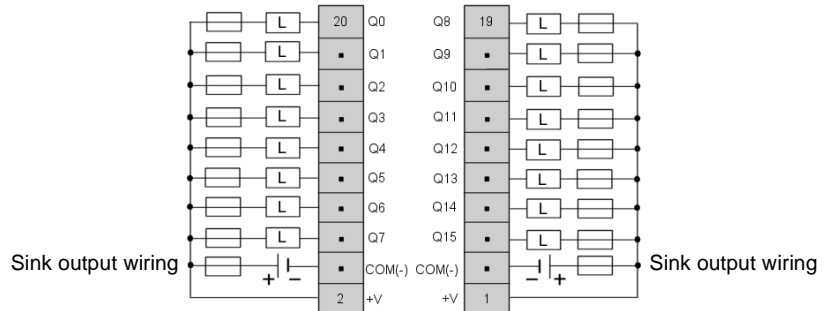 L 20 Q0 Q8 19 L
L Q1 Q9 L
L Q2 Q10 L
L Q3 Q11 L
L Q4 Q12 L
L Q5 Q13 L
L Q6 Q14 L
L Q7 Q15 L
Sink output wiring + - COM(-) COM(-) - + Sink output wiring
2 +V +V 1